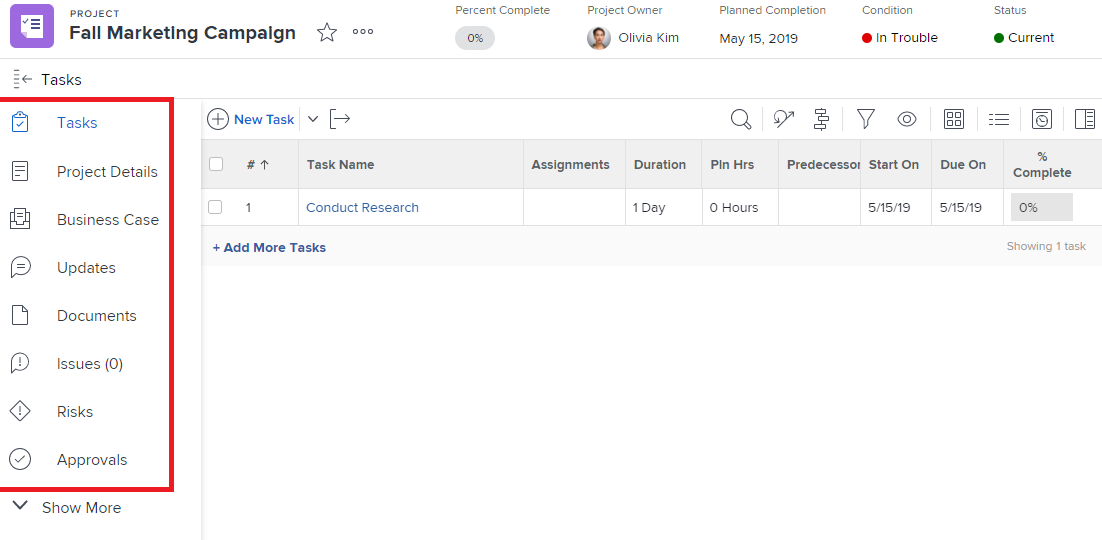 PROJECT
Fall Marketing Campaign
Percent Complete
0%
Project Owner
Olivia Kim
Planned Completion
May 15, 2019
Condition
In Trouble
Status
Current
Tasks
Tasks
Project Details
Business Case
Updates
Documents
Issues (0)
Risks
Approvals
Show More
New Task
# Task Name Assignments Duration Pln Hrs Predecessor Start On Due On % Complete
1 Conduct Research 1 Day 0 Hours 5/15/19 5/15/19 0%
+ Add More Tasks
Showing 1 task